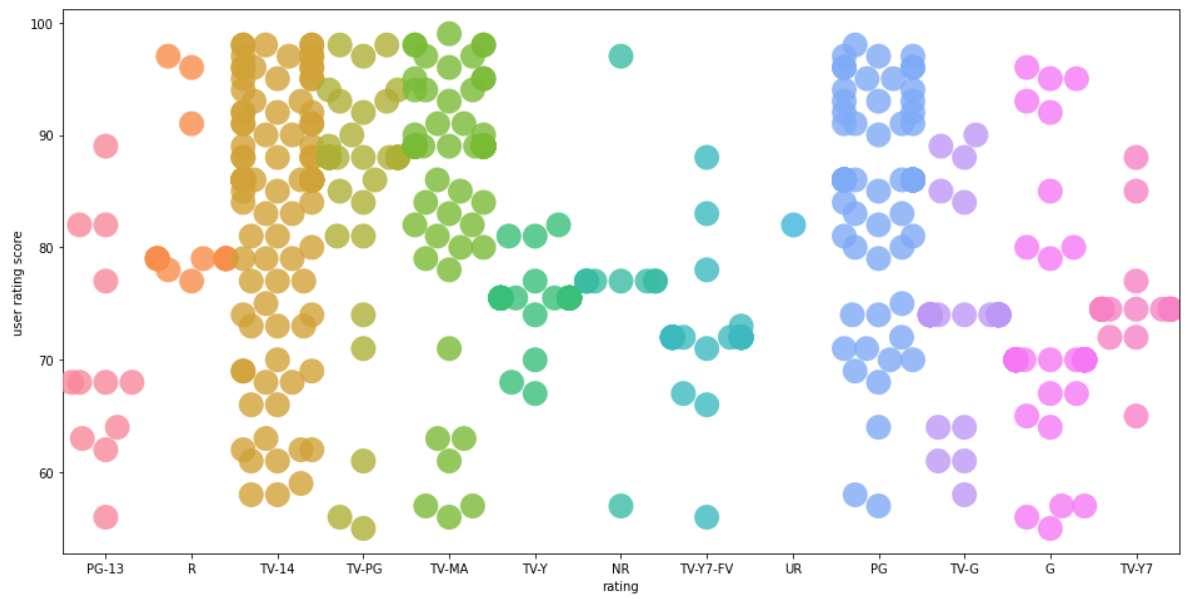 100
90
80
70
60
user rating score
PG-13 R TV-14 TV-PG TV-MA TV-Y NR TV-Y7-FV UR PG TV-G G TV-Y7
rating